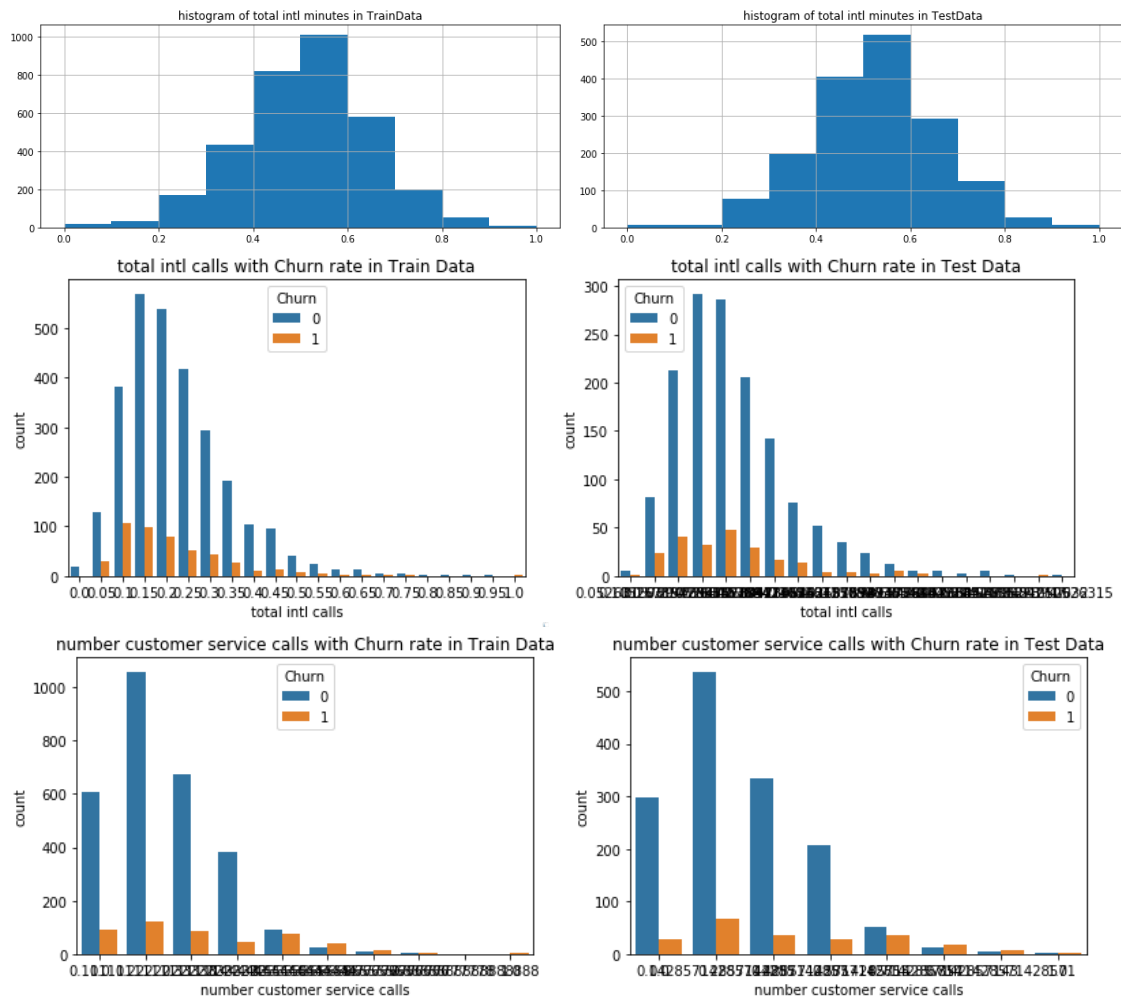 histogram of total intl minutes in TrainData
1000
800
600
400
200
0
0.0 0.2 0.4 0.6 0.8 1.0
histogram of total intl minutes in TestData
500
400
300
200
100
0
0.0 0.2 0.4 0.6 0.8 1.0
total intl calls with Churn rate in Train Data
Churn
0
1
count
500
400
300
200
100
0
0.0 0.05 0.1 0.15 0.2 0.25 0.3 0.35 0.4 0.45 0.5 0.55 0.6 0.65 0.7 0.75 0.8 0.85 0.9 0.95 1.0
total intl calls
total intl calls with Churn rate in Test Data
Churn
0
1
count
300
250
200
150
100
50
0
total intl calls
number customer service calls with Churn rate in Train Data
Churn
0
1
count
1000
800
600
400
200
0
number customer service calls
number customer service calls with Churn rate in Test Data
Churn
0
1
count
500
400
300
200
100
0
number customer service calls